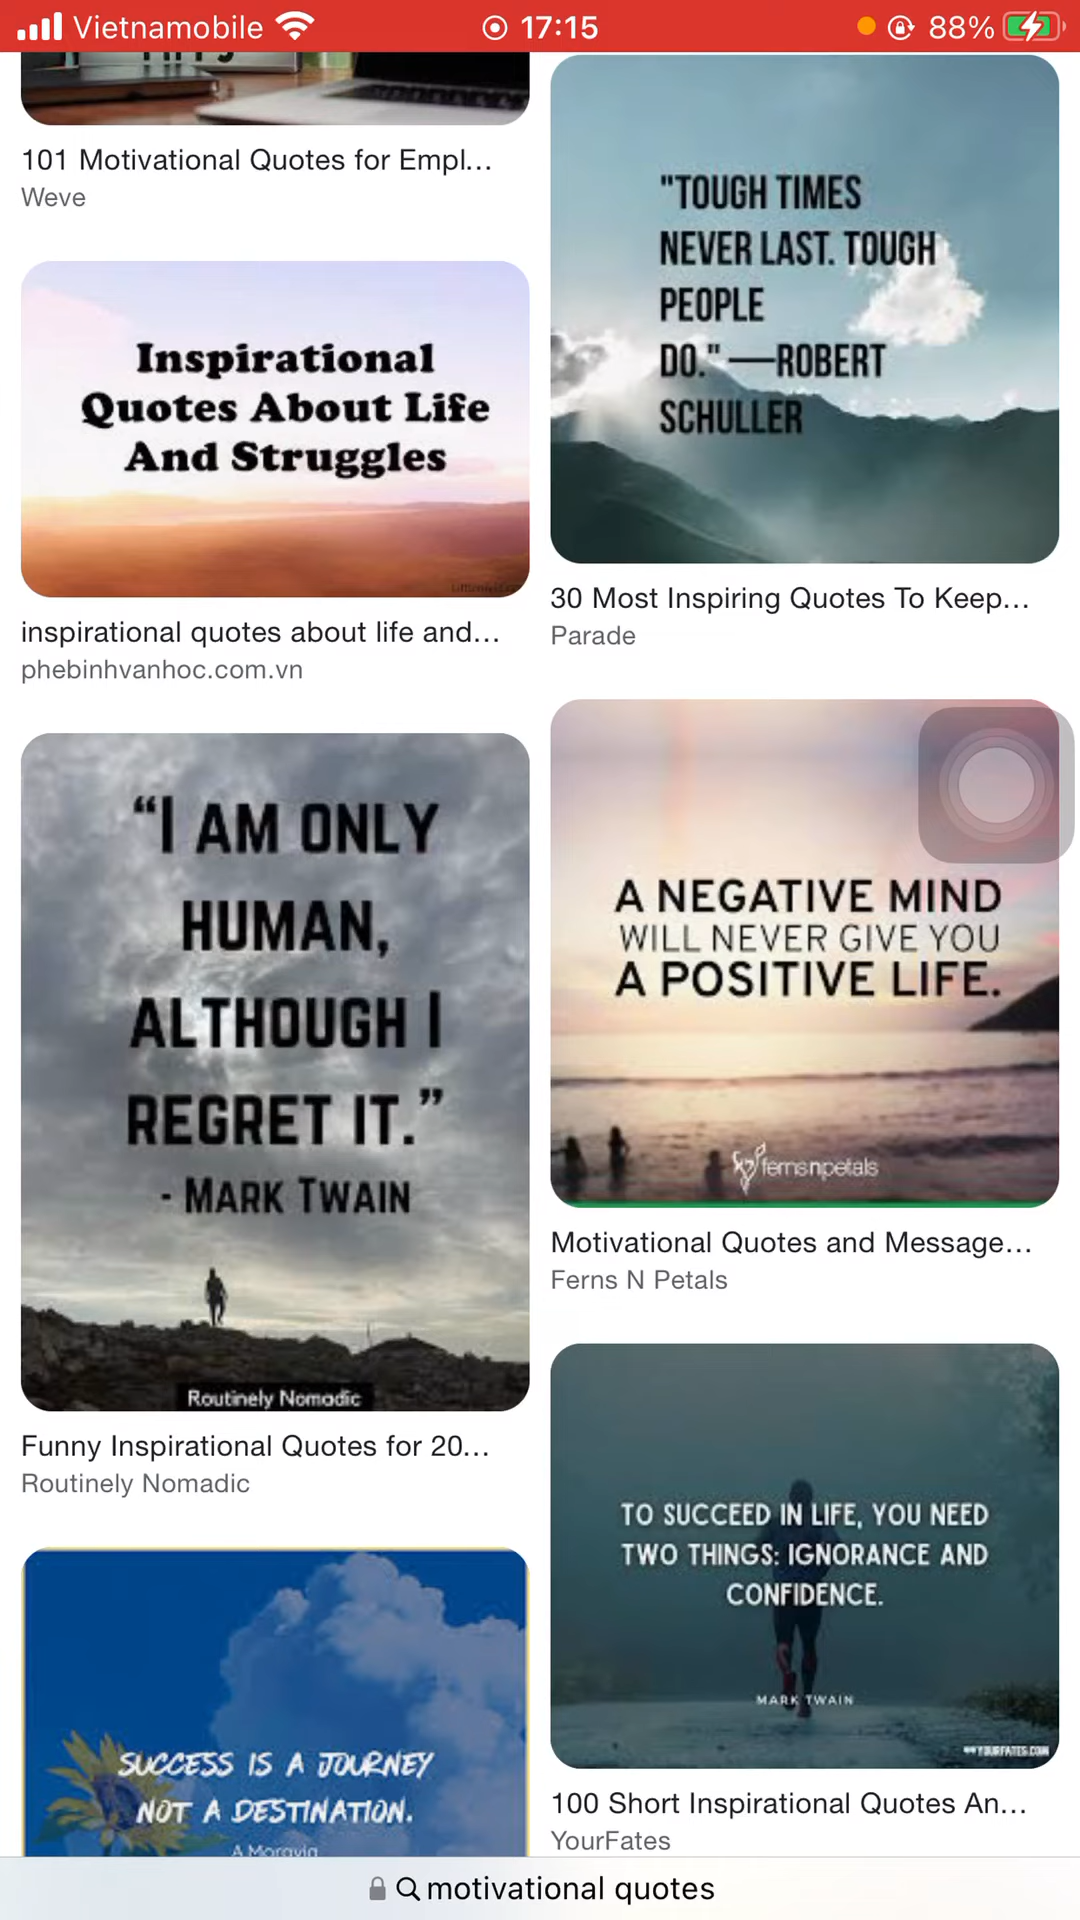 Vietnamobile
17:15
88%
101 Motivational Quotes for Empl...
Weve
Inspirational
Quotes About Life
And Struggles
inspirational quotes about life and...
phebinhvanhoc.com.vn
“I AM ONLY
HUMAN,
ALTHOUGH I
REGRET IT.”
- MARK TWAIN
Routinely Nomadic
Funny Inspirational Quotes for 20...
Routinely Nomadic
SUCCESS IS A JOURNEY
NOT A DESTINATION.
A Moravia
"TOUGH TIMES
NEVER LAST. TOUGH
PEOPLE
DO." —ROBERT
SCHULLER
30 Most Inspiring Quotes To Keep...
Parade
A NEGATIVE MIND
WILL NEVER GIVE YOU
A POSITIVE LIFE.
fernsnpetals
Motivational Quotes and Message...
Ferns N Petals
TO SUCCEED IN LIFE, YOU NEED
TWO THINGS: IGNORANCE AND
CONFIDENCE.
MARK TWAIN
YOURFATES.COM
100 Short Inspirational Quotes An...
YourFates
motivational quotes